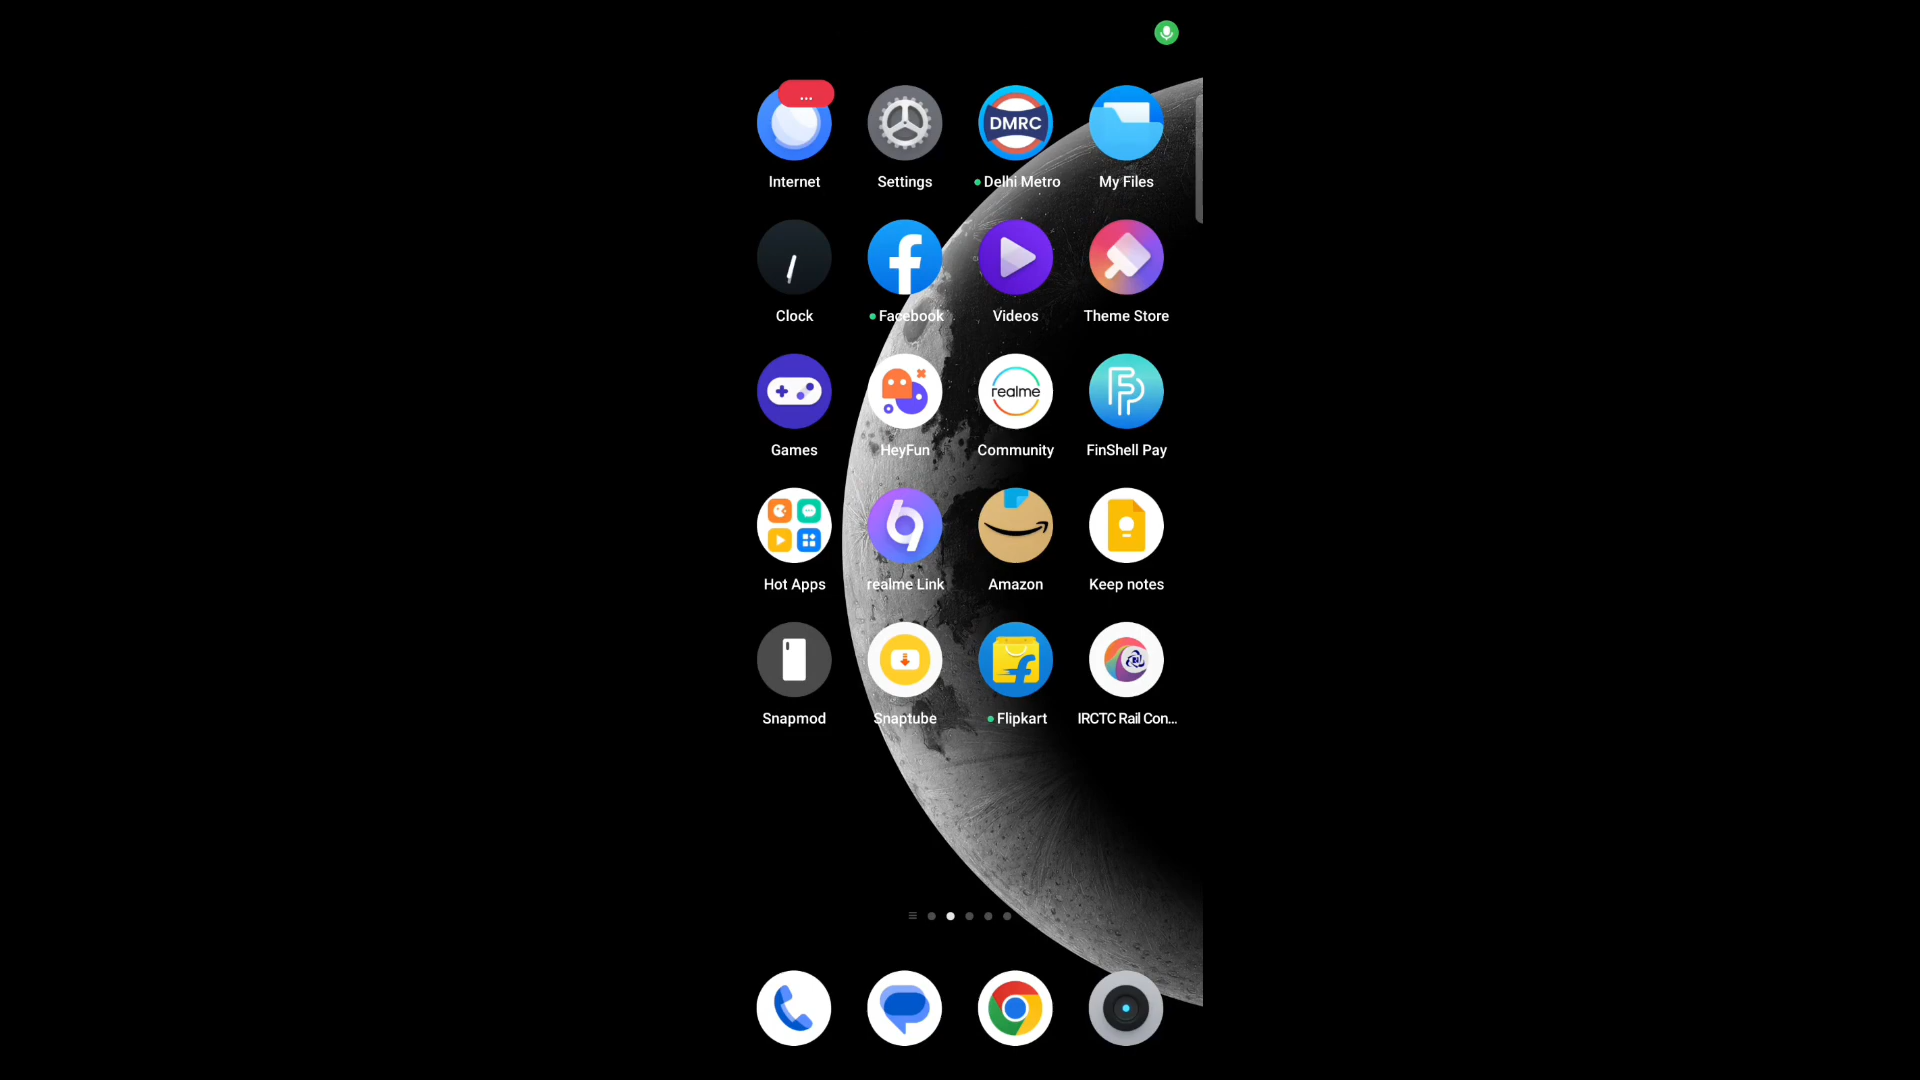 ...
Internet Settings Delhi Metro My Files
DMRC
Clock Facebook Videos Theme Store
realme
Games HeyFun Community FinShell Pay
Hot Apps realme Link Amazon Keep notes
Snapmod Snaptube Flipkart IRCTC Rail Con...